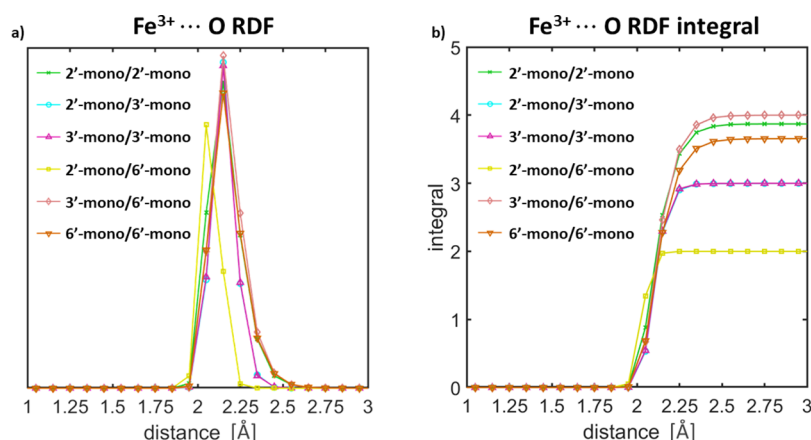 Fe³⁺ ··· O RDF
a)
2’-mono/2’-mono
2’-mono/3’-mono
3’-mono/3’-mono
2’-mono/6’-mono
3’-mono/6’-mono
6’-mono/6’-mono
1 1.25 1.5 1.75 2 2.25 2.5 2.75 3
distance [Å]
Fe³⁺ ··· O RDF integral
b)
5
4
3
2
1
0
integral
2’-mono/2’-mono
2’-mono/3’-mono
3’-mono/3’-mono
2’-mono/6’-mono
3’-mono/6’-mono
6’-mono/6’-mono
1 1.25 1.5 1.75 2 2.25 2.5 2.75 3
distance [Å]